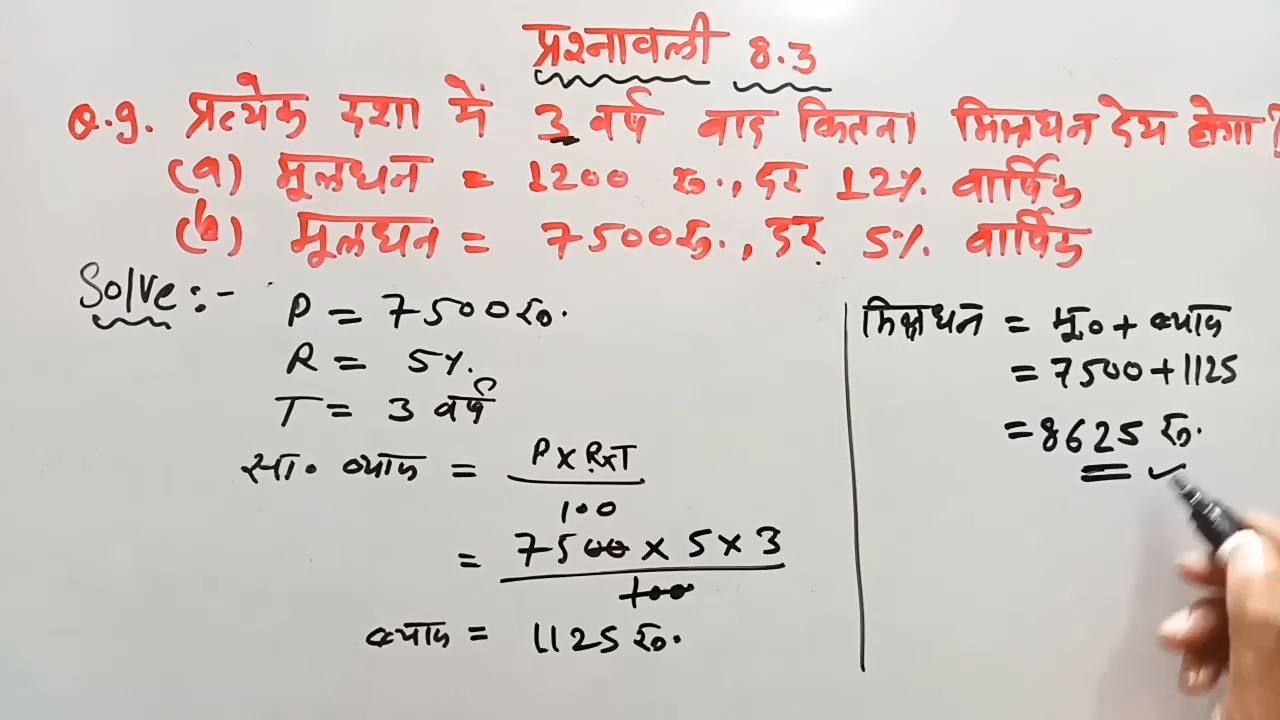 प्रश्नावली 8.3
Q.9. प्रत्येक दशा में 3 वर्ष बाद कितना मिश्रधन देय होगा?
(a) मूलधन = 1200 रु., दर 12% वार्षिक
(b) मूलधन = 7500 रु., दर 5% वार्षिक
Solve:-
P = 7500 रु.
R = 5%.
T = 3 वर्ष
सा. ब्याज = P x R x T
100
= 7500 x 5 x 3
100
ब्याज = 1125 रु.
मिश्रधन = मू० + ब्याज
= 7500 + 1125
= 8625 रु.